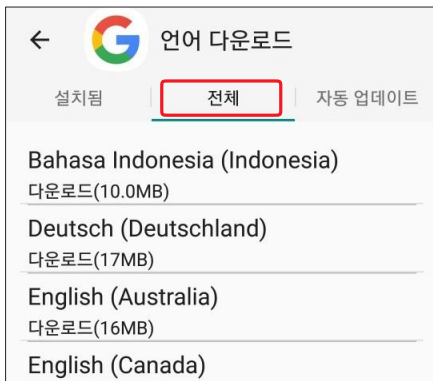 언어 다운로드
설치됨 전체 자동 업데이트
Bahasa Indonesia (Indonesia)
다운로드(10.0MB)
Deutsch (Deutschland)
다운로드(17MB)
English (Australia)
다운로드(16MB)
English (Canada)